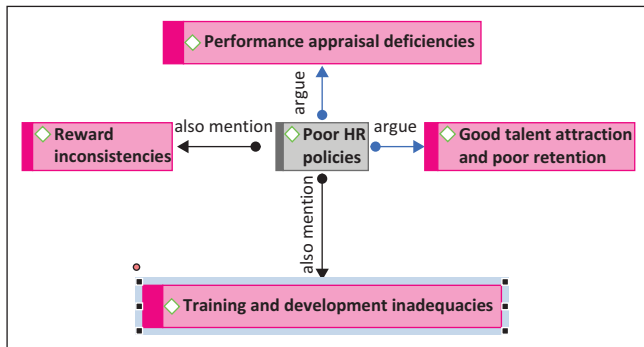 Performance appraisal deficiencies
argue
also mention
Reward
inconsistencies
Poor HR
policies
argue
Good talent attraction
and poor retention
also mention
Training and development inadequacies